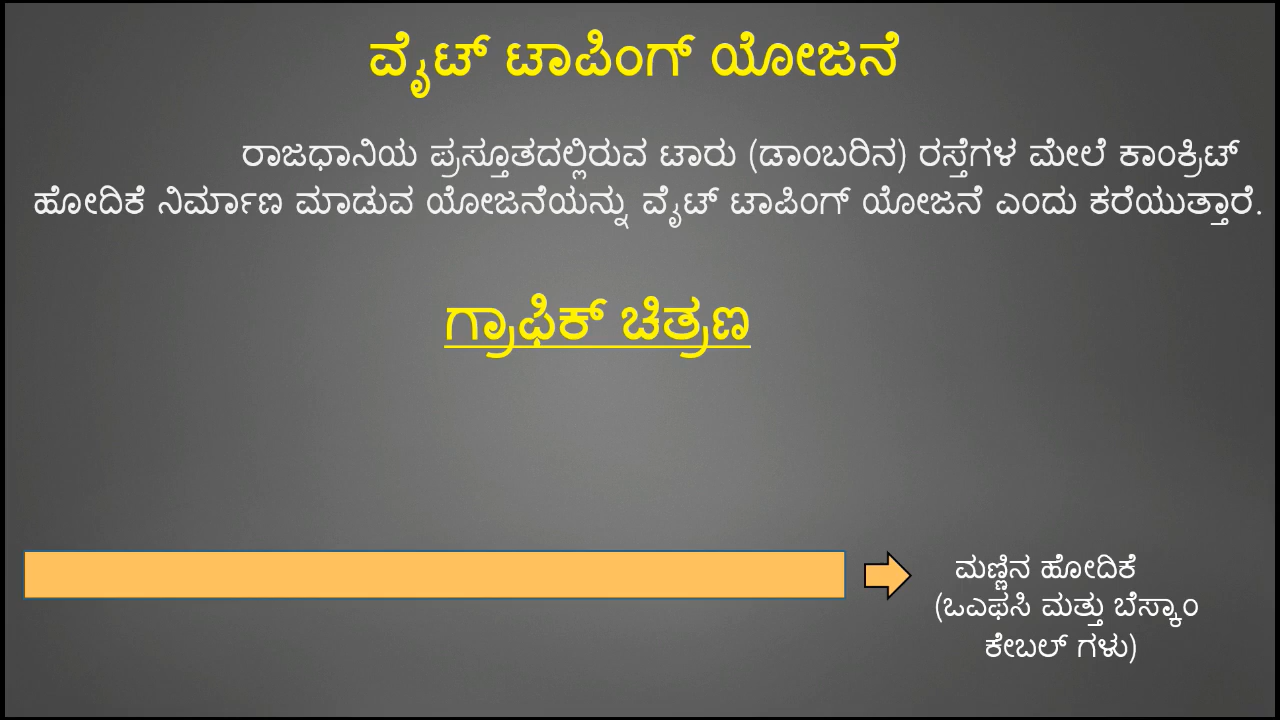 ವೈಟ್ ಟಾಪಿಂಗ್ ಯೋಜನೆ
ರಾಜಧಾನಿಯ ಪ್ರಸ್ತೂತದಲ್ಲಿರುವ ಟಾರು (ಡಾಂಬರಿನ) ರಸ್ತೆಗಳ ಮೇಲೆ ಕಾಂಕ್ರಿಟ್
ಹೋದಿಕೆ ನಿರ್ಮಾಣ ಮಾಡುವ ಯೋಜನೆಯನ್ನು ವೈಟ್ ಟಾಪಿಂಗ್ ಯೋಜನೆ ಎಂದು ಕರೆಯುತ್ತಾರೆ.
ಗ್ರಾಫಿಕ್ ಚಿತ್ರಣ
ಮಣ್ಣಿನ ಹೋದಿಕೆ
(ಒಎಫಸಿ ಮತ್ತು ಬೆಸ್ಕಾಂ
ಕೇಬಲ್ ಗಳು)